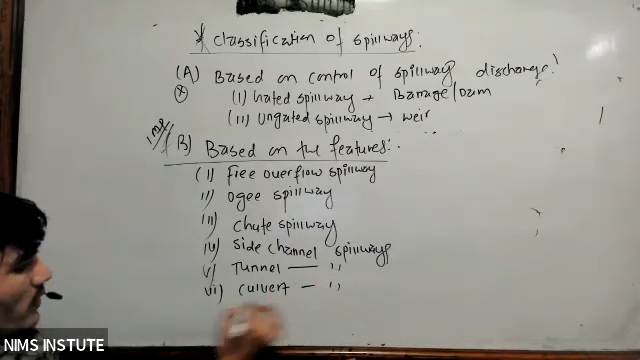 * Classification of spillways:
(A) Based on control of spillway discharge:
(i) Gated spillway → Barrage/Dam
(ii) Ungated spillway → weir
Imp B) Based on the features:
(i) Free overflow spillway
ii) Ogee spillway
iii) Chute spillway
iv) Side channel spillways
v) Tunnel — ,,
vi) Culvert — ,,
NIMS INSTUTE